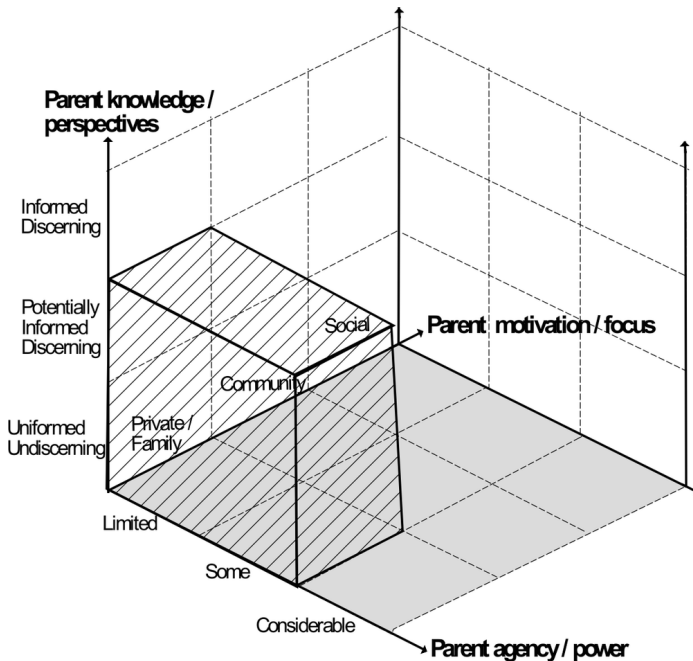 Parent knowledge /
perspectives
Informed
Discerning
Potentially
Informed
Discerning
Social
Parent motivation / focus
Community
Uniformed
Undiscerning
Private /
Family
Limited
Some
Considerable
Parent agency / power